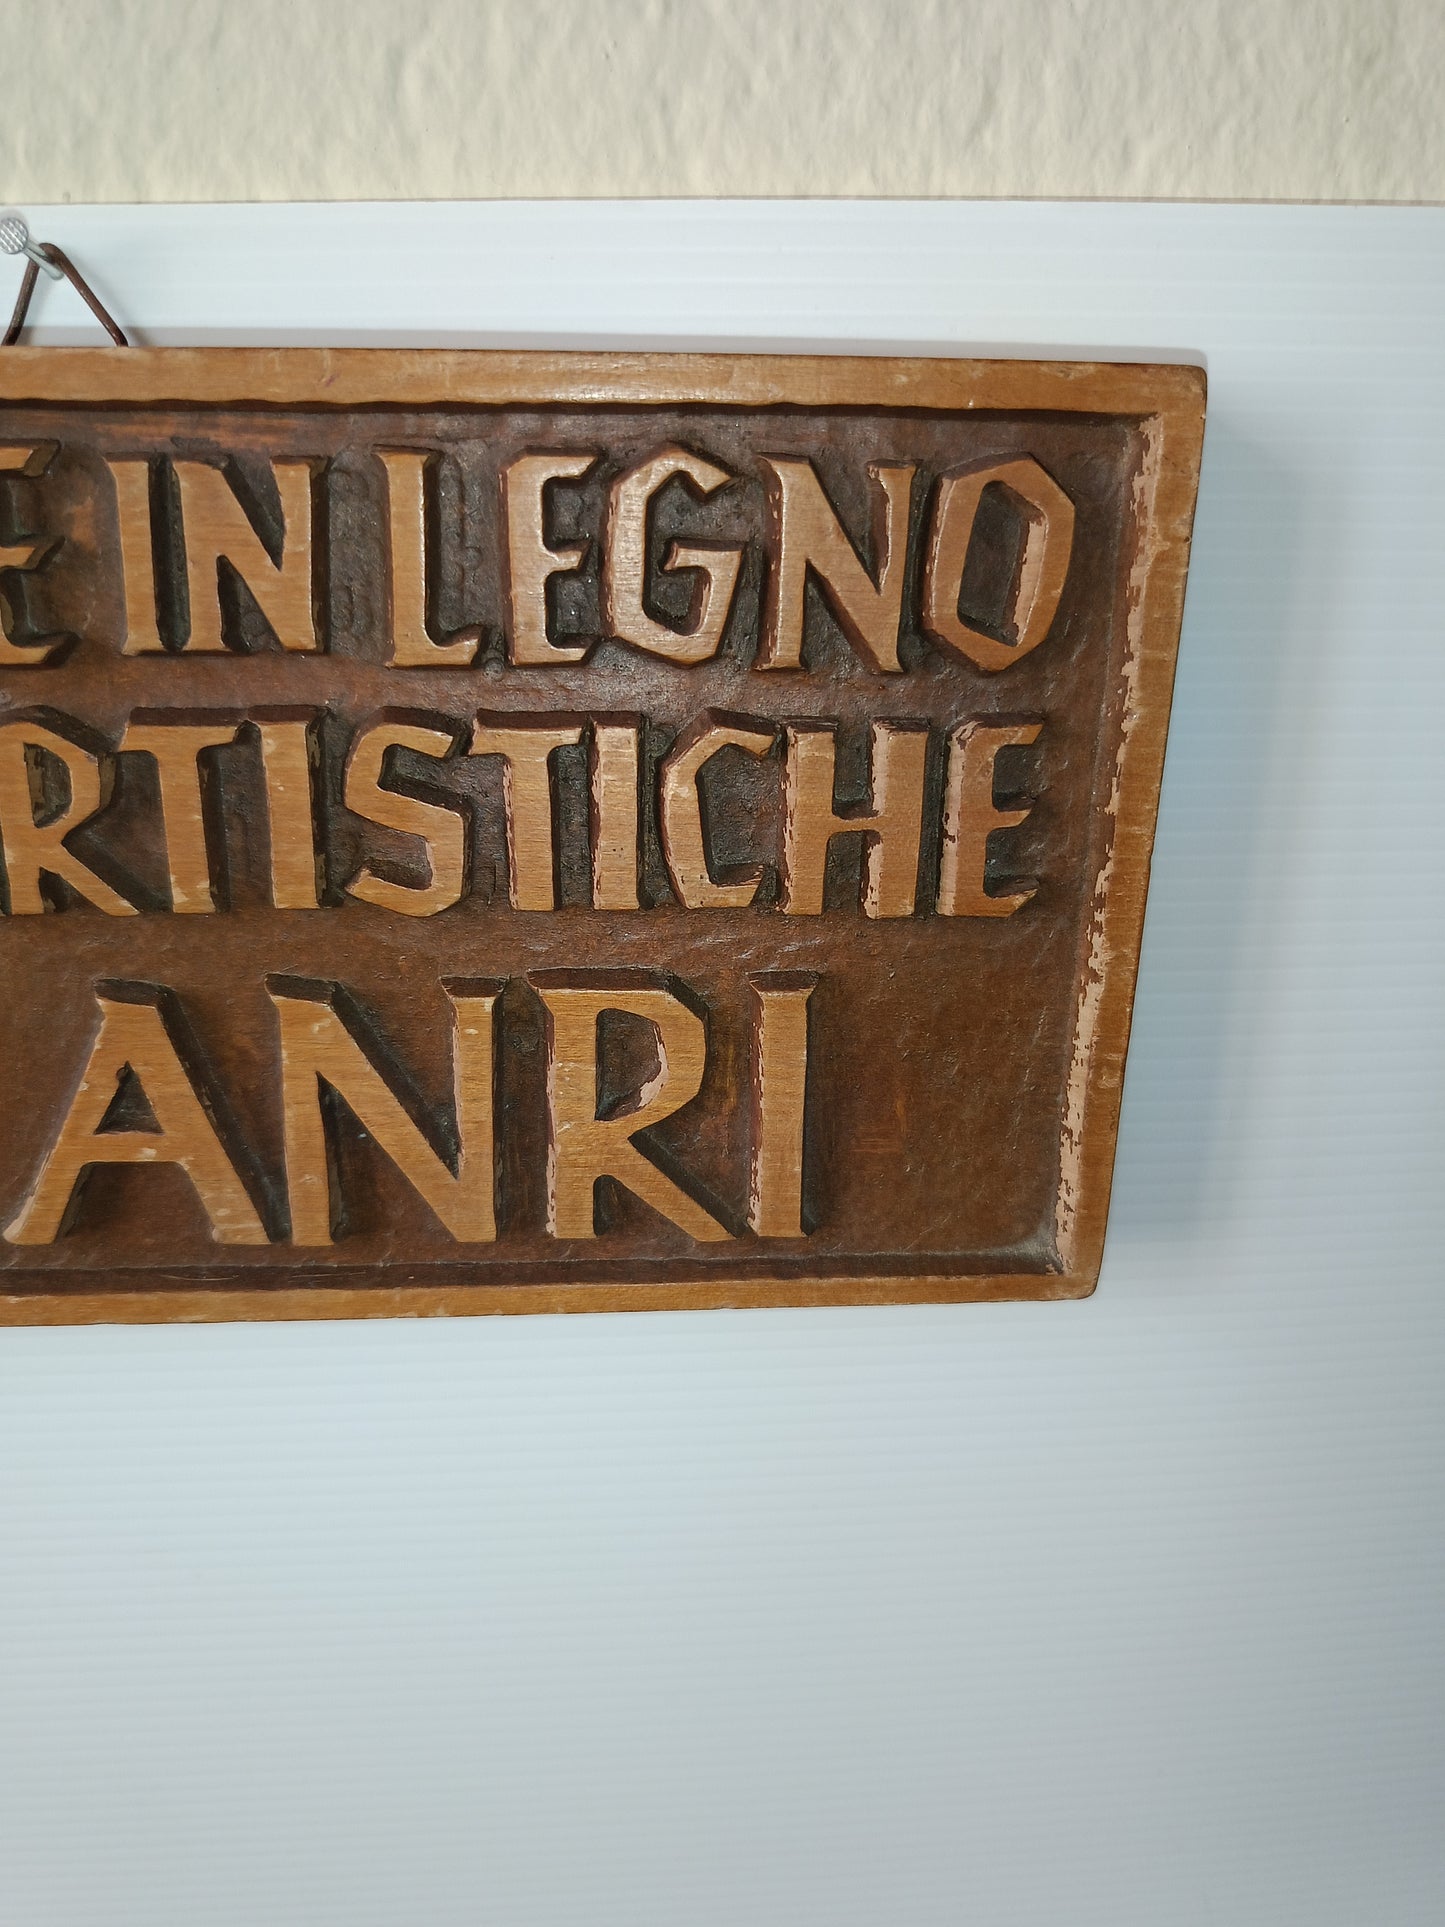 E IN LEGNO
RTISTICHE
ANRI